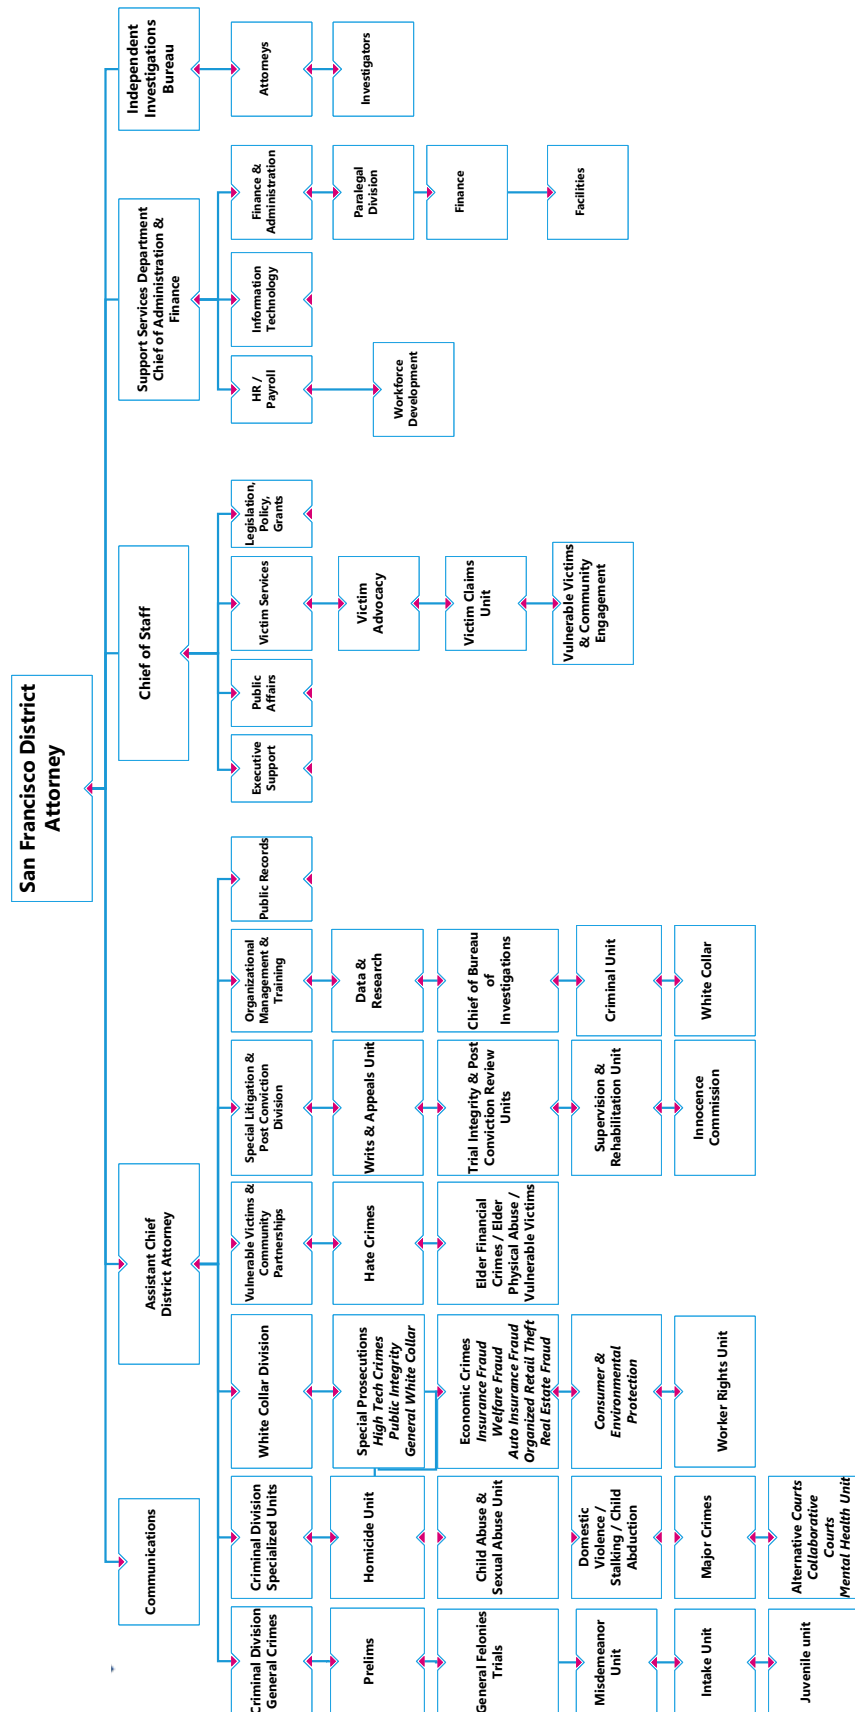 San Francisco District
Attorney
Communications
Assistant Chief
District Attorney
Chief of Staff
Support Services Department
Chief of Administration &
Finance
Independent
Investigations
Bureau
Criminal Division
General Crimes
Prelims
General Felonies
Trials
Misdemeanor
Unit
Intake Unit
Juvenile unit
Criminal Division
Specialized Units
Homicide Unit
Child Abuse &
Sexual Abuse Unit
Domestic
Violence /
Stalking / Child
Abduction
Major Crimes
Alternative Courts
Collaborative
Courts
Mental Health Unit
White Collar Division
Special Prosecutions
High Tech Crimes
Public Integrity
General White Collar
Economic Crimes
Insurance Fraud
Welfare Fraud
Auto Insurance Fraud
Organized Retail Theft
Real Estate Fraud
Consumer &
Environmental
Protection
Worker Rights Unit
Vulnerable Victims &
Community
Partnerships
Hate Crimes
Elder Financial
Crimes / Elder
Physical Abuse /
Vulnerable Victims
Special Litigation &
Post Conviction
Division
Writs & Appeals Unit
Trial Integrity & Post
Conviction Review
Units
Supervision &
Rehabilitation Unit
Innocence
Commission
Organizational
Management &
Training
Data &
Research
Chief of Bureau
of
Investigations
Criminal Unit
White Collar
Public Records
Executive
Support
Public
Affairs
Victim Services
Victim
Advocacy
Victim Claims
Unit
Vulnerable Victims
& Community
Engagement
Legislation,
Policy,
Grants
HR /
Payroll
Workforce
Development
Information
Technology
Finance &
Administration
Paralegal
Division
Finance
Facilities
Attorneys
Investigators